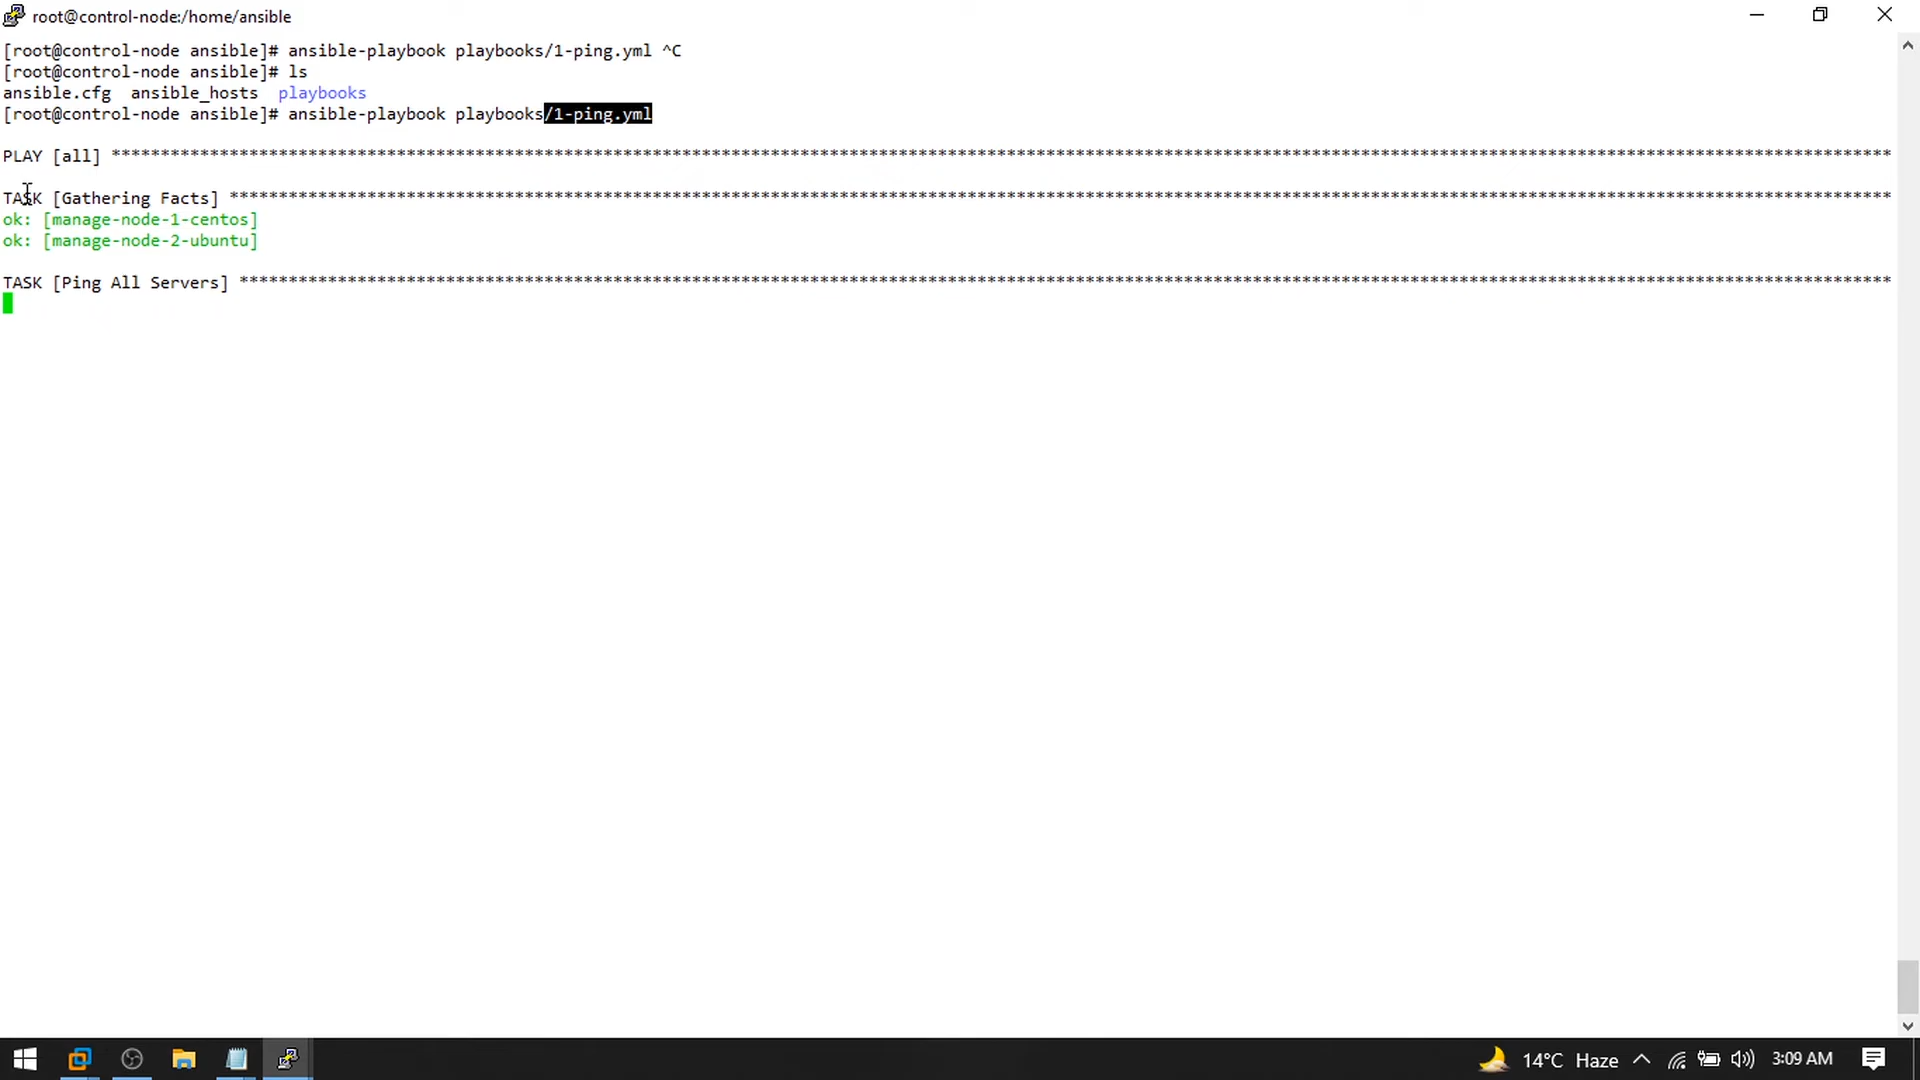 root@control-node:/home/ansible
[root@control-node ansible]# ansible-playbook playbooks/1-ping.yml ^C
[root@control-node ansible]# ls
ansible.cfg  ansible_hosts  playbooks
[root@control-node ansible]# ansible-playbook playbooks/1-ping.yml
PLAY [all] ************************************************************************************************************************************************************************************
TASK [Gathering Facts] ************************************************************************************************************************************************************************
ok: [manage-node-1-centos]
ok: [manage-node-2-ubuntu]
TASK [Ping All Servers] ***********************************************************************************************************************************************************************
14°C Haze 3:09 AM